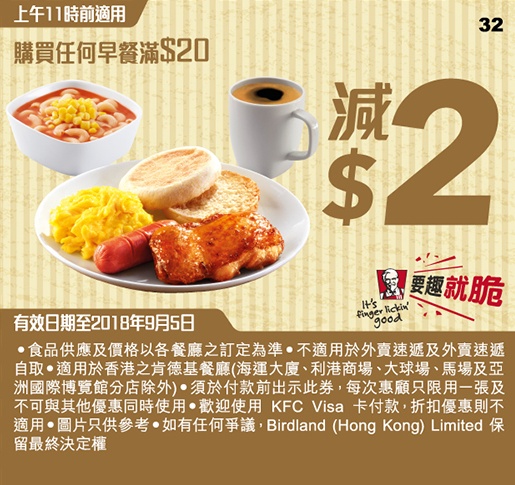 上午11時前適用
32
購買任何早餐滿$20
減
$2
KFC
要趣就脆
It's
finger lickin'
good
有效日期至2018年9月5日
●食品供應及價格以各餐廳之訂定為準●不適用於外賣速遞及外賣速遞
自取●適用於香港之肯德基餐廳(海運大廈、利港商場、大球場、馬場及亞
洲國際博覽館分店除外)●須於付款前出示此券，每次惠顧只限用一張及
不可與其他優惠同時使用●歡迎使用 KFC Visa 卡付款，折扣優惠則不
適用●圖片只供參考●如有任何爭議，Birdland (Hong Kong) Limited 保
留最終決定權